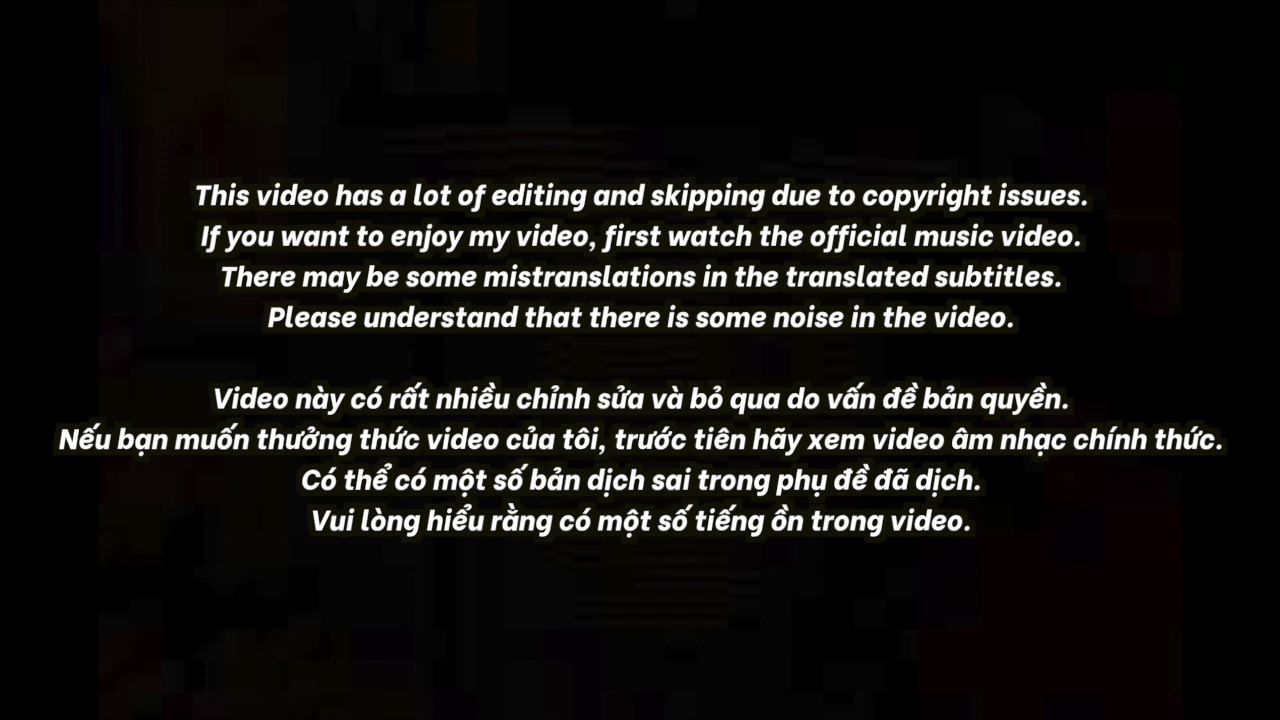 This video has a lot of editing and skipping due to copyright issues.
If you want to enjoy my video, first watch the official music video.
There may be some mistranslations in the translated subtitles.
Please understand that there is some noise in the video.
Video này có rất nhiều chỉnh sửa và bỏ qua do vấn đề bản quyền.
Nếu bạn muốn thưởng thức video của tôi, trước tiên hãy xem video âm nhạc chính thức.
Có thể có một số bản dịch sai trong phụ đề đã dịch.
Vui lòng hiểu rằng có một số tiếng ồn trong video.